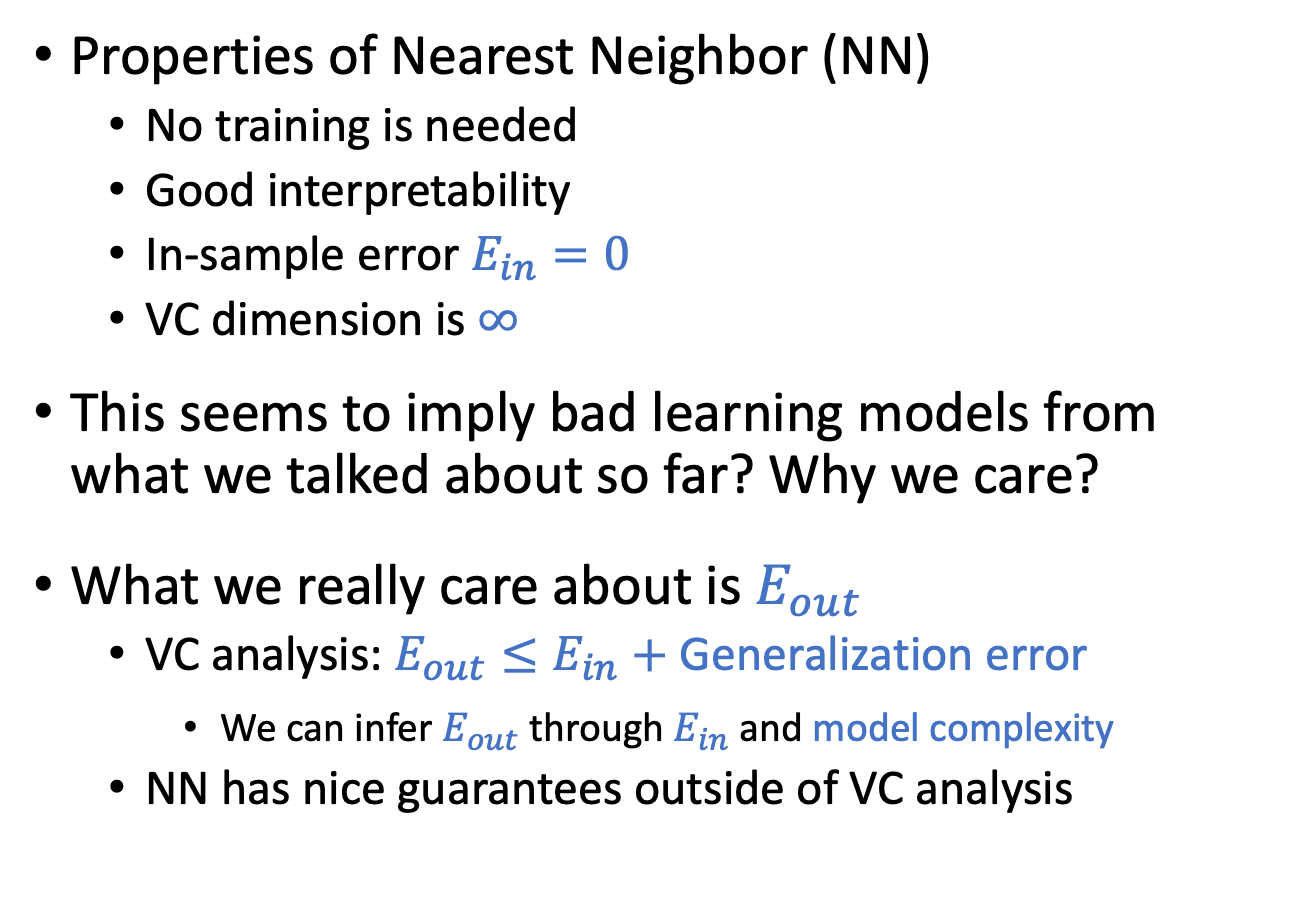 • Properties of Nearest Neighbor (NN)
• No training is needed
• Good interpretability
• In-sample error E_in = 0
• VC dimension is ∞
• This seems to imply bad learning models from
what we talked about so far? Why we care?
• What we really care about is E_out
• VC analysis: E_out ≤ E_in + Generalization error
• We can infer E_out through E_in and model complexity
• NN has nice guarantees outside of VC analysis